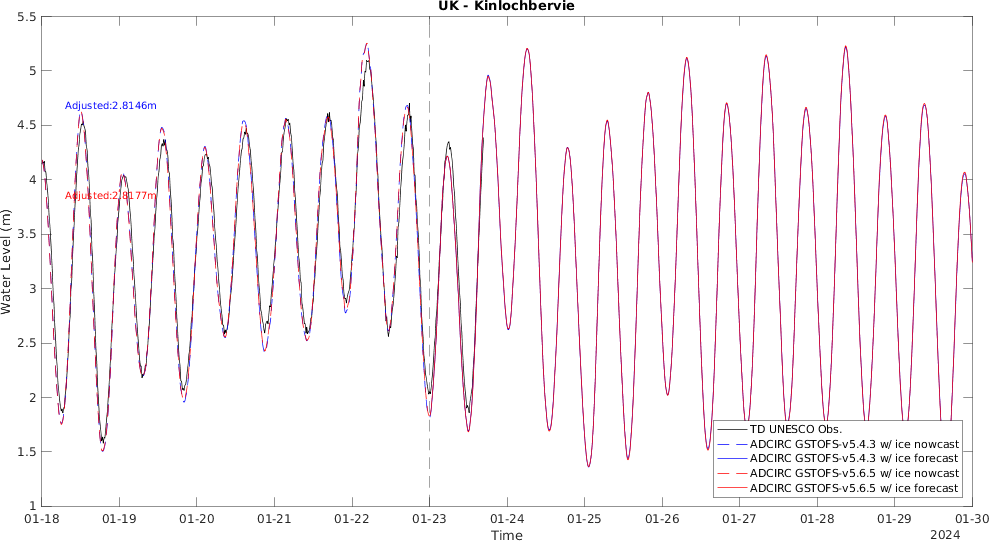 UK - Kinlochbervie
5.5
5
4.5
4
3.5
3
2.5
2
1.5
1
Water Level (m)
Adjusted:2.8146m
Adjusted:2.8177m
TD UNESCO Obs.
ADCIRC GSTOFS-v5.4.3 w/ ice nowcast
ADCIRC GSTOFS-v5.4.3 w/ ice forecast
ADCIRC GSTOFS-v5.6.5 w/ ice nowcast
ADCIRC GSTOFS-v5.6.5 w/ ice forecast
01-18 01-19 01-20 01-21 01-22 01-23 01-24 01-25 01-26 01-27 01-28 01-29 01-30
Time
2024